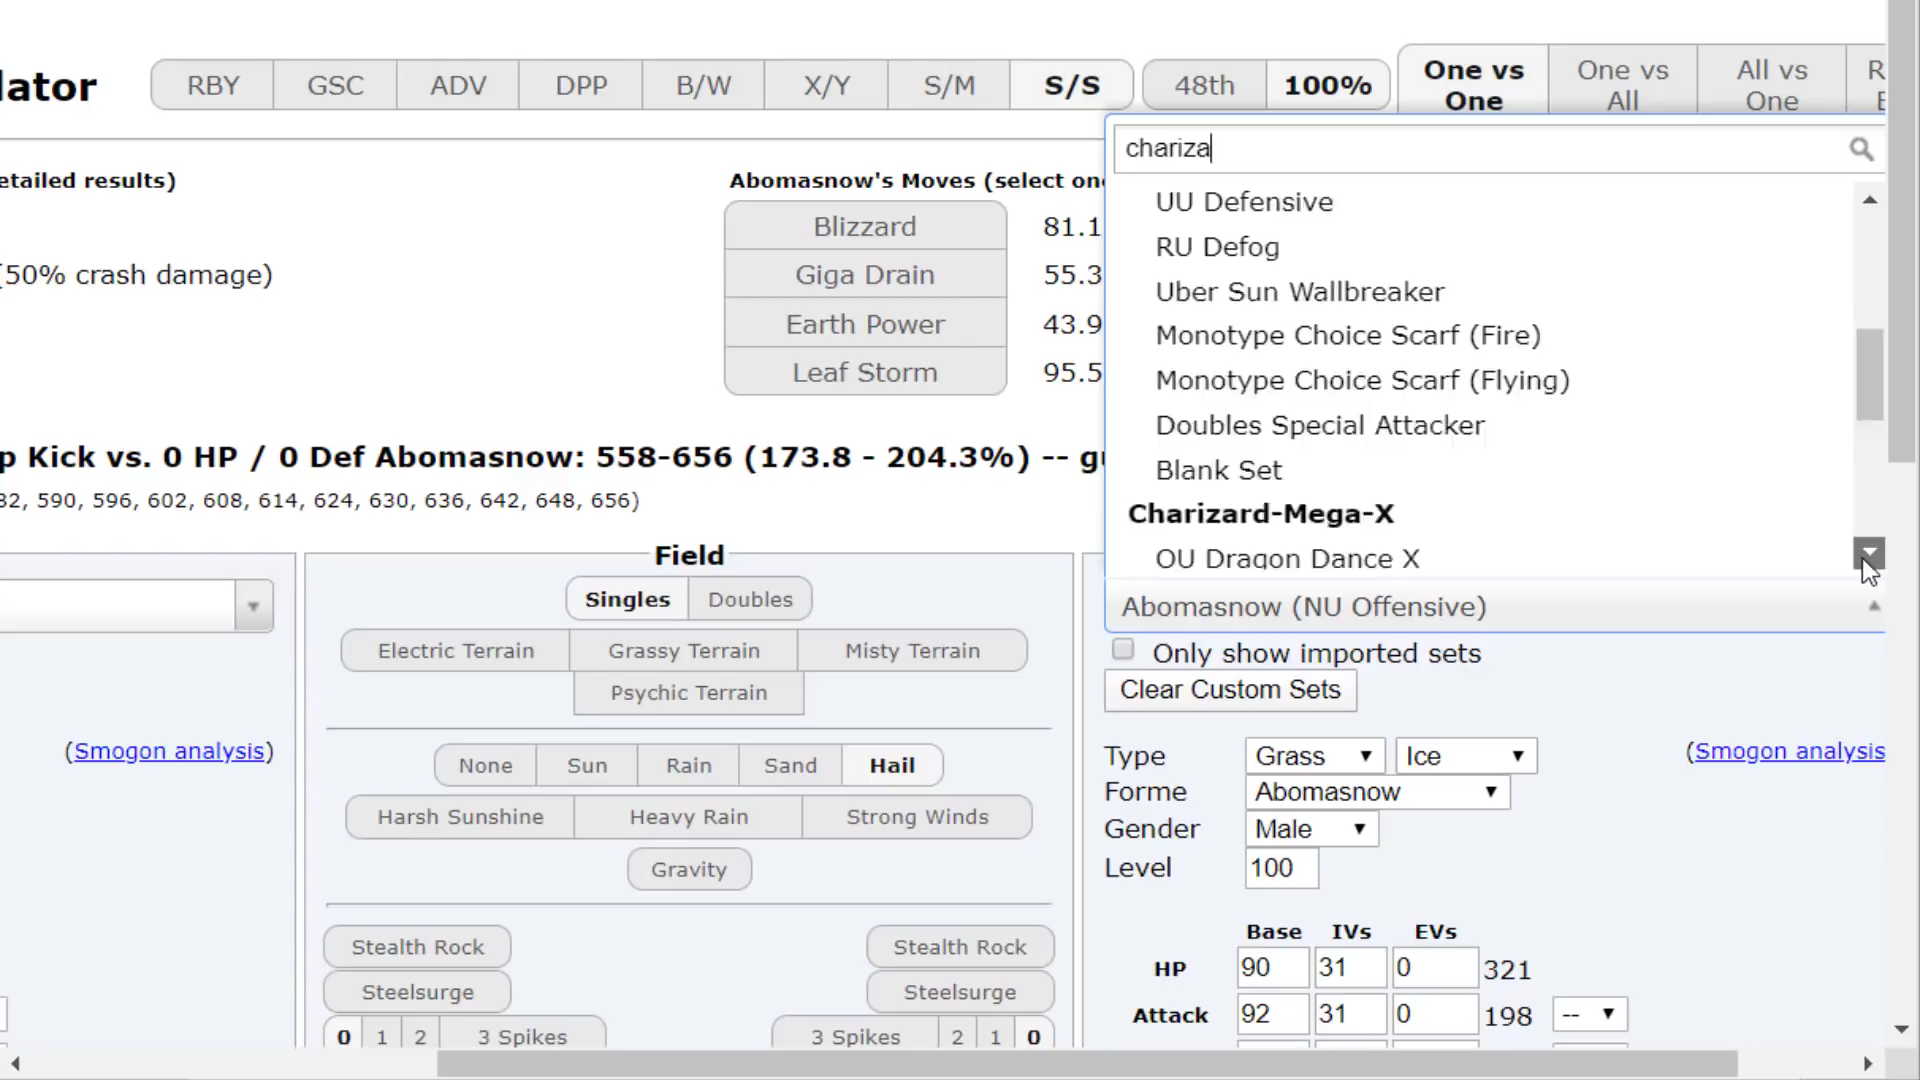 lator
RBY GSC ADV DPP B/W X/Y S/M S/S 48th 100% One vs One One vs All All vs One
chariza
etailed results)
Abomasnow's Moves (select on
UU Defensive
Blizzard 81.1
RU Defog
(50% crash damage)
Giga Drain 55.3
Uber Sun Wallbreaker
Earth Power 43.9
Monotype Choice Scarf (Fire)
Leaf Storm 95.5
Monotype Choice Scarf (Flying)
Doubles Special Attacker
p Kick vs. 0 HP / 0 Def Abomasnow: 558-656 (173.8 - 204.3%) -- g
Blank Set
32, 590, 596, 602, 608, 614, 624, 630, 636, 642, 648, 656)
Charizard-Mega-X
OU Dragon Dance X
Abomasnow (NU Offensive)
Field
Singles Doubles
Electric Terrain Grassy Terrain Misty Terrain
Psychic Terrain
None Sun Rain Sand Hail
Harsh Sunshine Heavy Rain Strong Winds
Gravity
Stealth Rock Stealth Rock
Steelsurge Steelsurge
0 1 2 3 Spikes 3 Spikes 2 1 0
(Smogon analysis)
Only show imported sets
Clear Custom Sets
Type Grass Ice (Smogon analysis
Forme Abomasnow
Gender Male
Level 100
Base IVs EVs
HP 90 31 0 321
Attack 92 31 0 198 --